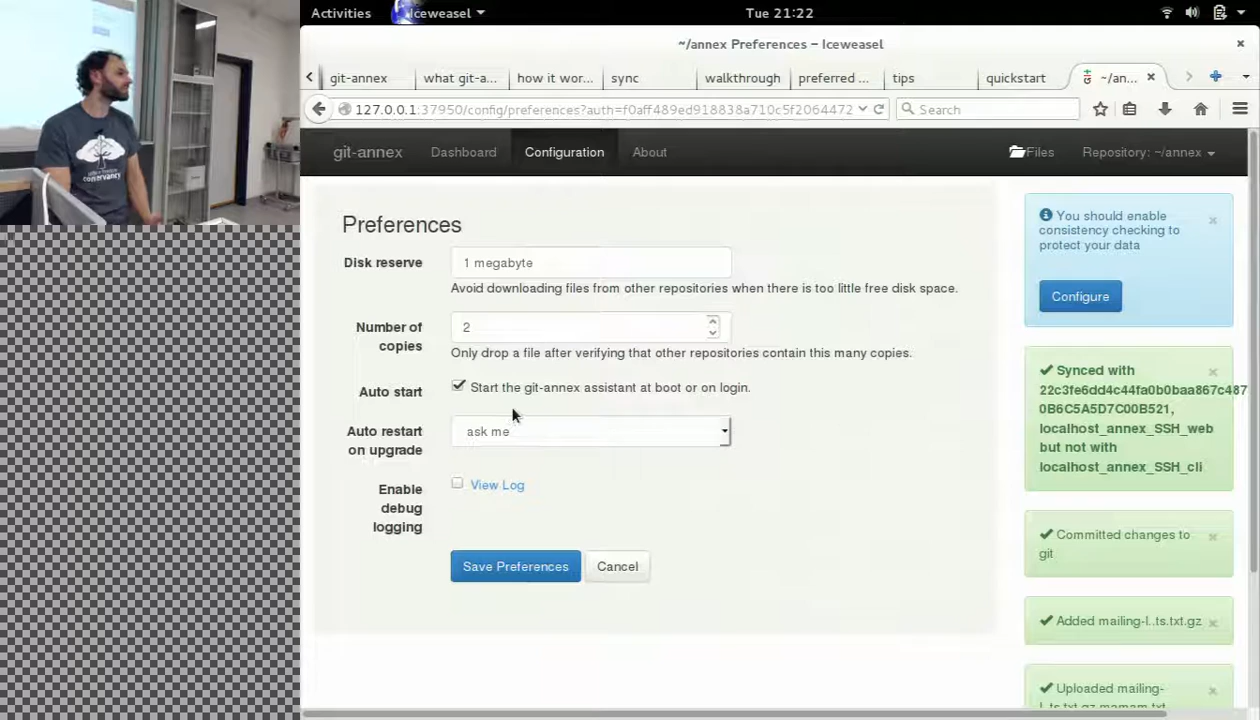 Activities
Iceweasel
Tue 21:22
~/annex Preferences – Iceweasel
git-annex
what git-a...
how it wor...
sync
walkthrough
preferred ...
tips
quickstart
~/an...
127.0.0.1:37950/config/preferences?auth=f0aff489ed918838a710c5f2064472
Search
git-annex
Dashboard
Configuration
About
Files
Repository: ~/annex
Preferences
Disk reserve
1 megabyte
Avoid downloading files from other repositories when there is too little free disk space.
Number of
copies
2
Only drop a file after verifying that other repositories contain this many copies.
Auto start
Start the git-annex assistant at boot or on login.
Auto restart
on upgrade
ask me
Enable
debug
logging
View Log
Save Preferences
Cancel
You should enable
consistency checking to
protect your data
Configure
Synced with
22c3fe6dd4c44fa0b0baa867c487
0B6C5A5D7C00B521,
localhost_annex_SSH_web
but not with
localhost_annex_SSH_cli
Committed changes to
git
Added mailing-l..ts.txt.gz
Uploaded mailing-
conservancy